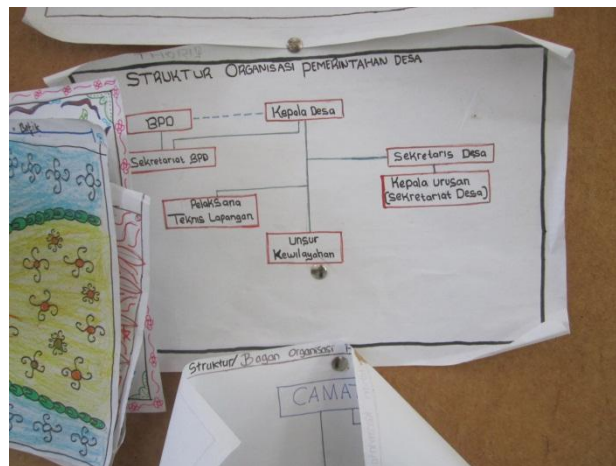 STRUKTUR ORGANISASI PEMERINTAHAN DESA
BPD
Kepala Desa
Sekretariat BPD
Sekretaris Desa
Kepala Urusan
(Sekretariat Desa)
Pelaksana
Teknis Lapangan
Unsur
Kewilayahan
Batik
Struktur/Bagan Organisasi